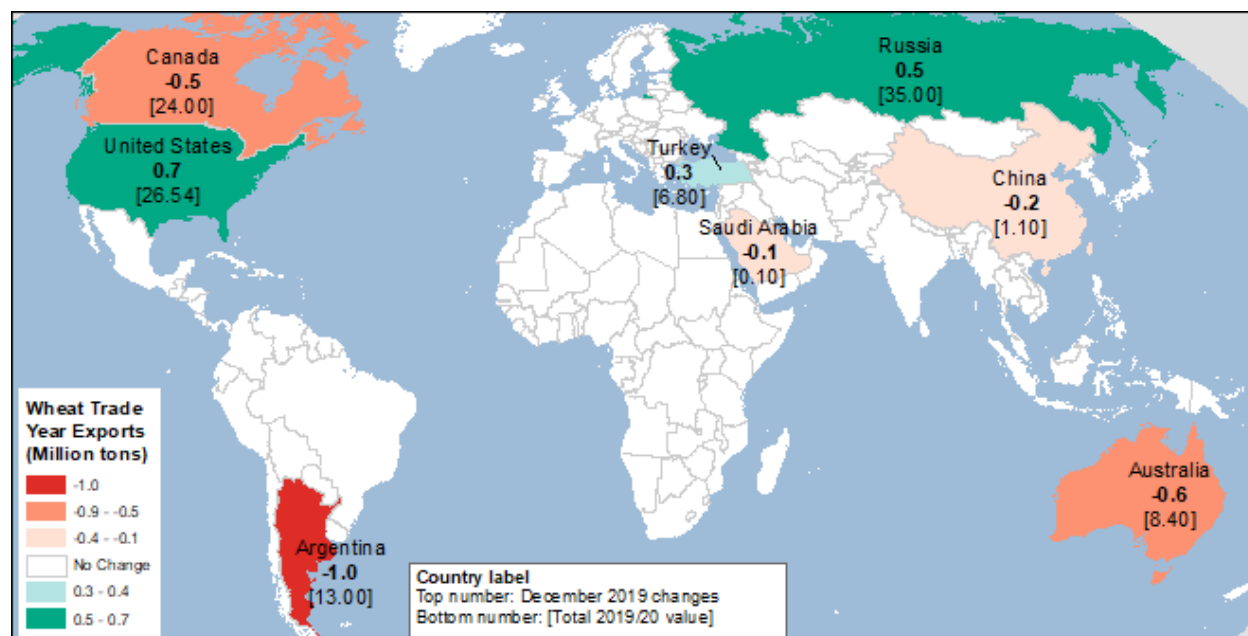 Canada
-0.5
[24.00]
United States
0.7
[26.54]
Russia
0.5
[35.00]
Turkey
0.3
[6.80]
China
-0.2
[1.10]
Saudi Arabia
-0.1
[0.10]
Australia
-0.6
[8.40]
Argentina
-1.0
[13.00]
Wheat Trade
Year Exports
(Million tons)
-1.0
-0.9 - -0.5
-0.4 - -0.1
No Change
0.3 - 0.4
0.5 - 0.7
Country label
Top number: December 2019 changes
Bottom number: [Total 2019/20 value]